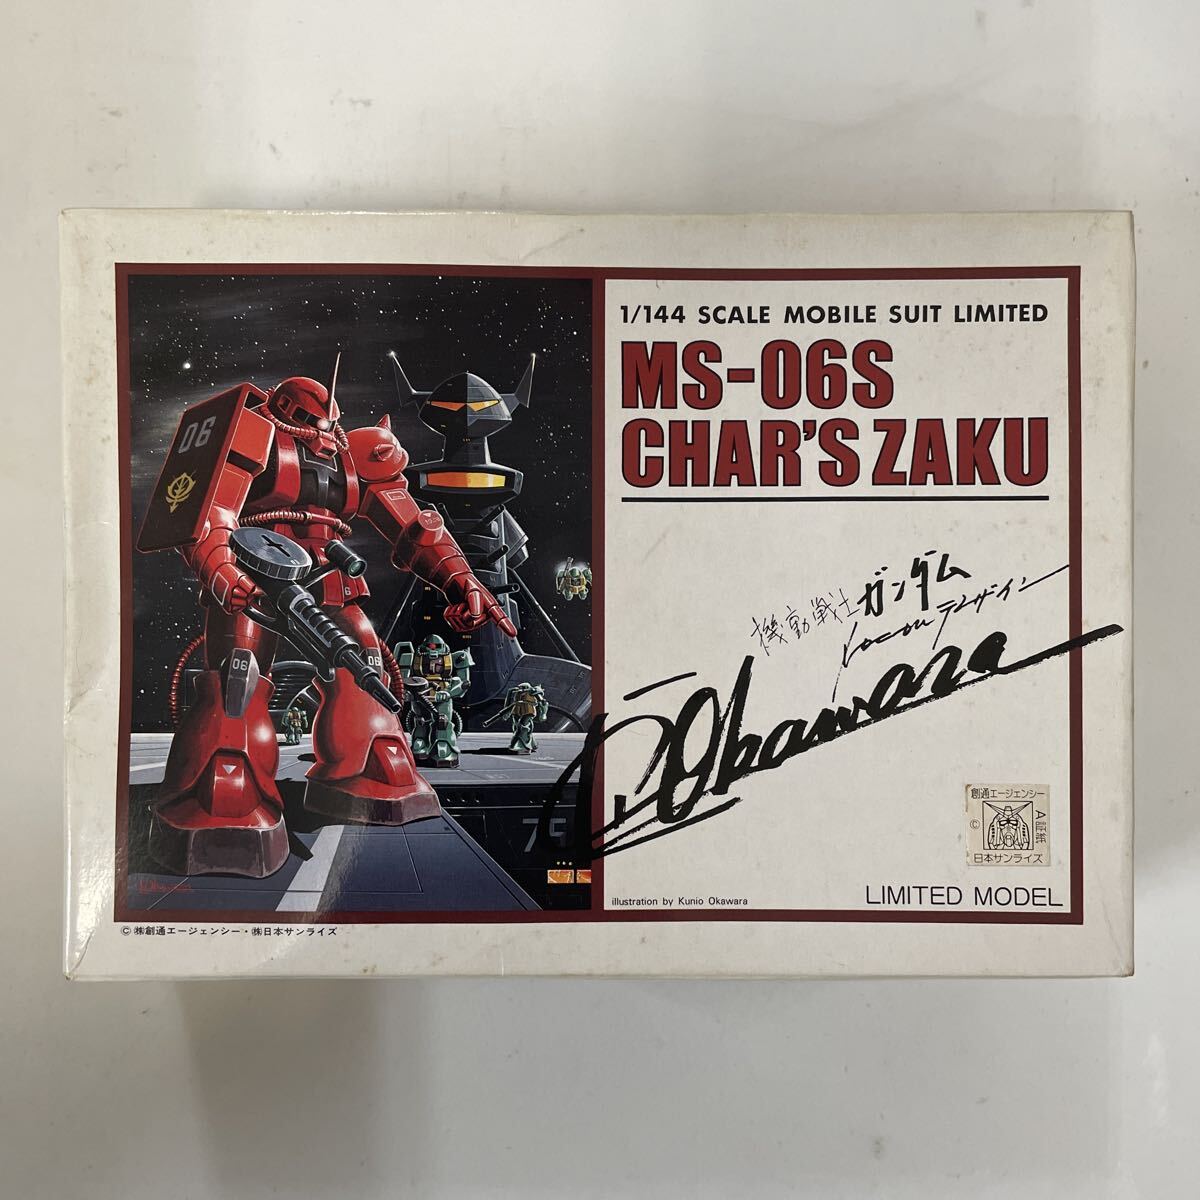 1/144 SCALE MOBILE SUIT LIMITED
MS-06S
CHAR'S ZAKU
06
06
6
75
機動戦士ガンダム
デザイン
Okawara
創通エージェンシー
©
A証紙
日本サンライズ
LIMITED MODEL
illustration by Kunio Okawara
© ㈱創通エージェンシー・㈱日本サンライズ